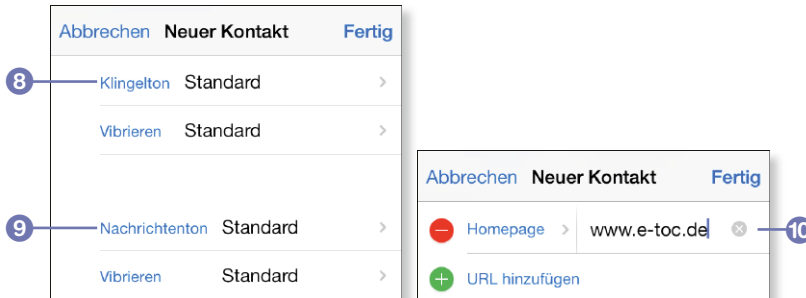 Abbrechen Neuer Kontakt Fertig
8 Klingelton Standard
Vibrieren Standard
9 Nachrichtenton Standard
Vibrieren Standard
Abbrechen Neuer Kontakt Fertig
Homepage www.e-toc.de 10
URL hinzufügen